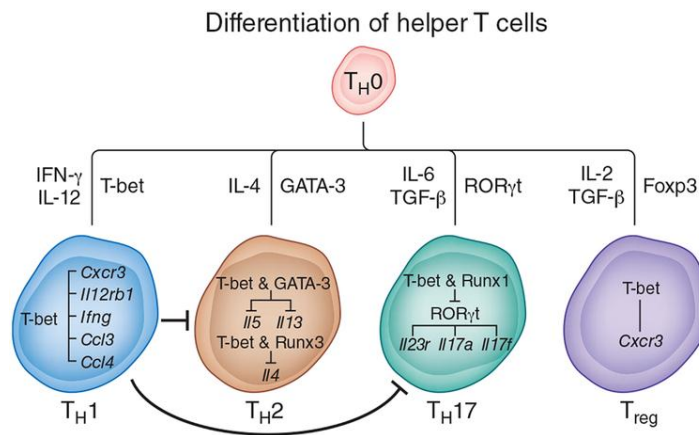 Differentiation of helper T cells
TH0
IFN-γ
IL-12
T-bet
IL-4
GATA-3
IL-6
TGF-β
RORγt
IL-2
TGF-β
Foxp3
T-bet
Cxcr3
Il12rb1
Ifng
Ccl3
Ccl4
TH1
T-bet & GATA-3
Il5 Il13
T-bet & Runx3
Il4
TH2
T-bet & Runx1
RORγt
Il23r Il17a Il17f
TH17
T-bet
Cxcr3
Treg